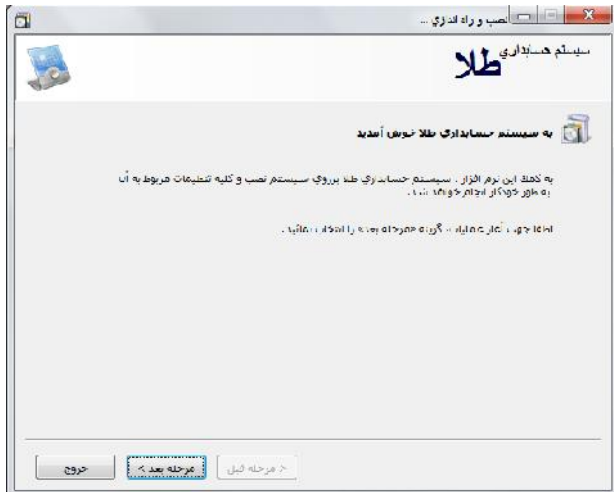 نصب و راه اندازي ...
سيستم حسابداري
طلا
به سيستم حسابداري طلا خوش آمديد
به كمك اين نرم افزار ، سيستم حسابداري طلا برروي سيستم نصب و كليه تنظيمات مربوط به آن
به طور خودكار انجام خواهد شد .
لطفا جهت آغاز عمليات گزينه «مرحله بعد» را انتخاب نمائيد .
< مرحله قبل
مرحله بعد >
خروج